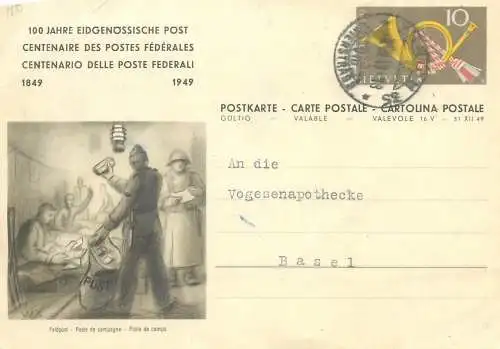 100 JAHRE EIDGENÖSSISCHE POST
CENTENAIRE DES POSTES FÉDÉRALES
CENTENARIO DELLE POSTE FEDERALI
1849 1949
10
HELVETIA
POSTKARTE - CARTE POSTALE - CARTOLINA POSTALE
GÜLTIG — VALABLE — VALEVOLE 16 V - 31 XII 49
An die
Vogesenapothecke
Basel
POST
Feldpost - Poste de campagne - Posta de campo